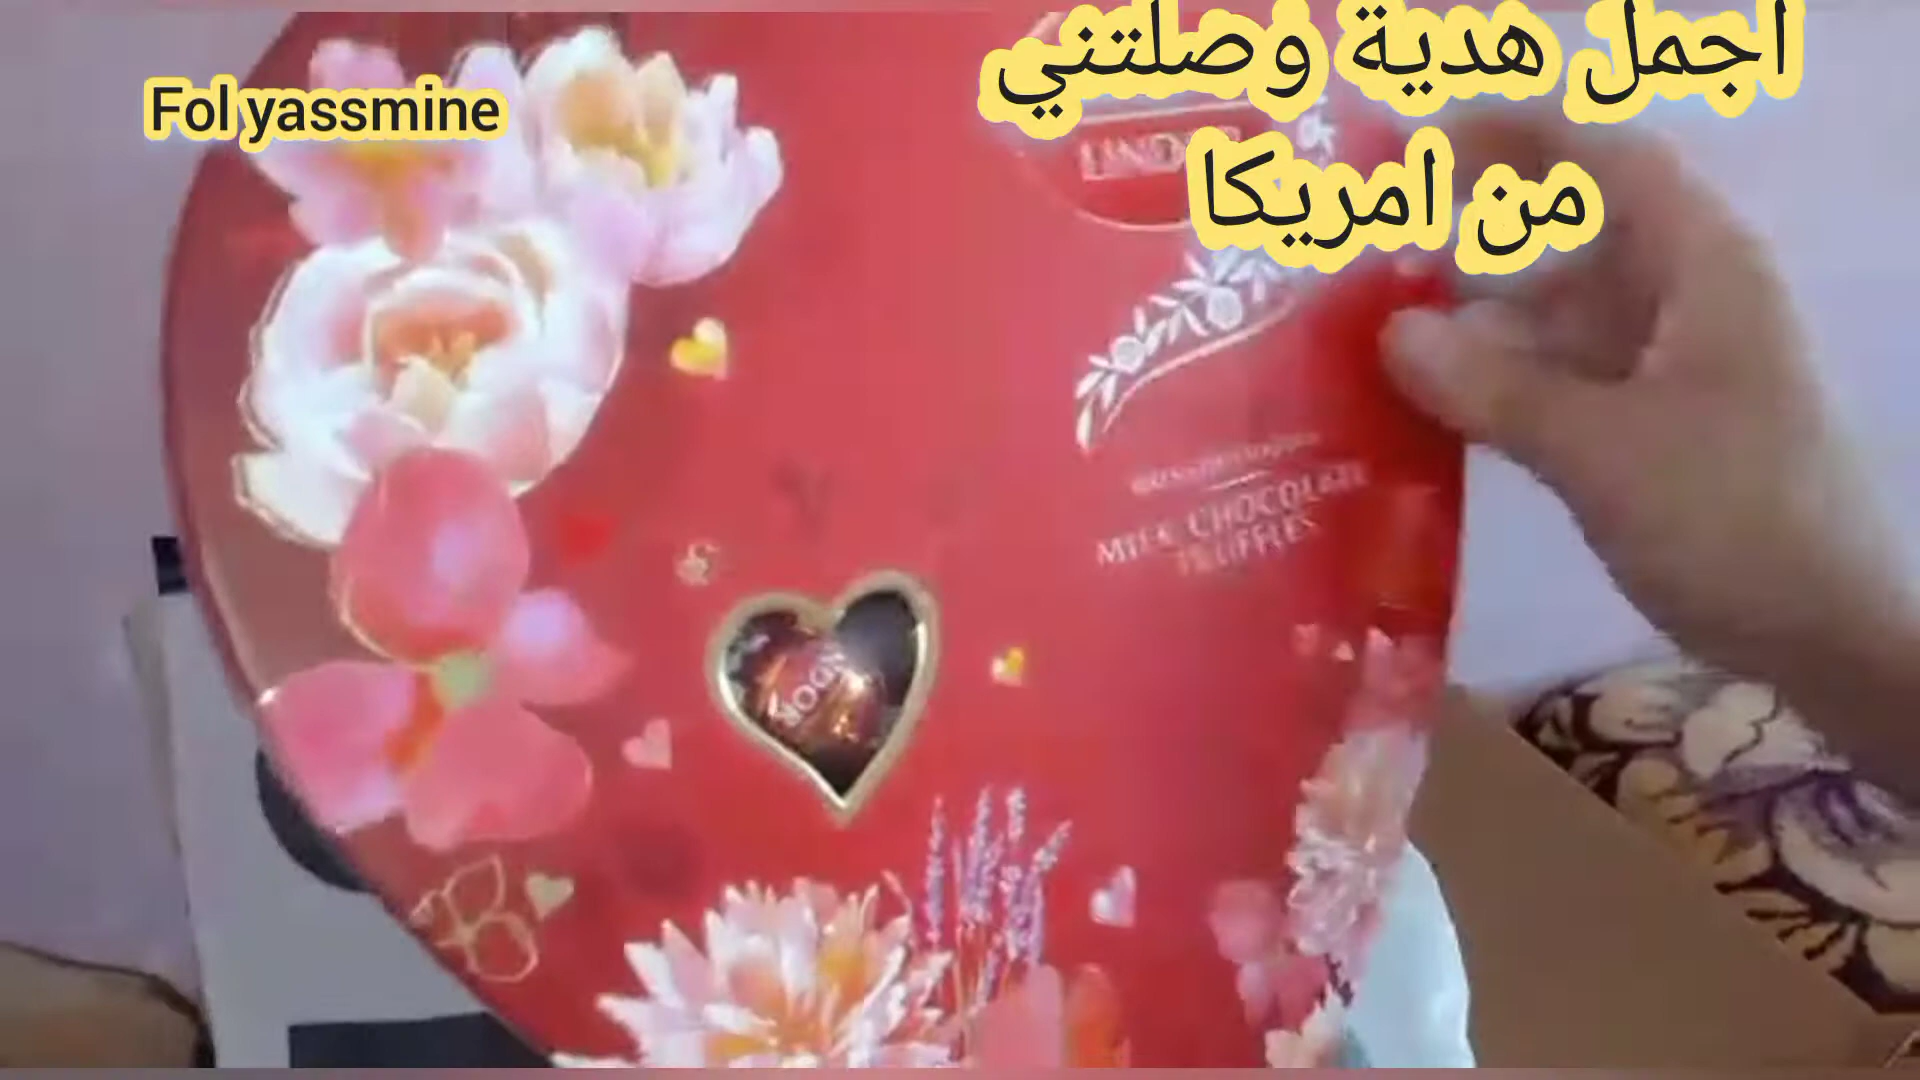 اجمل هدية وصلتني
من امريكا
Fol yassmine
LINDOR
MILK CHOCOLATE
TRUFFLES